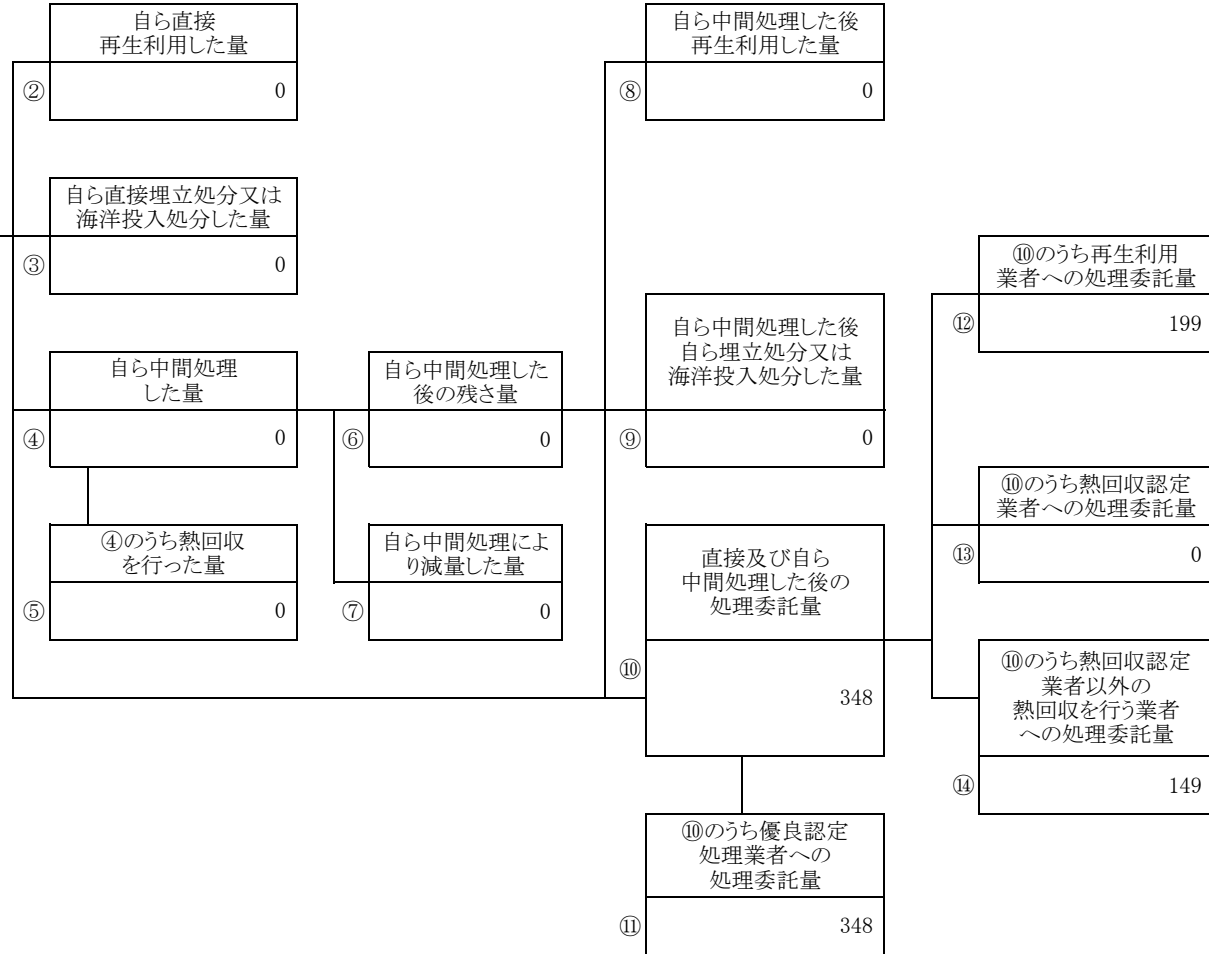 自ら直接
再生利用した量
② 0
自ら直接埋立処分又は
海洋投入処分した量
③ 0
自ら中間処理
した量
④ 0
④のうち熱回収
を行った量
⑤ 0
自ら中間処理した
後の残さ量
⑥ 0
自ら中間処理によ
り減量した量
⑦ 0
自ら中間処理した後
再生利用した量
⑧ 0
自ら中間処理した後
自ら埋立処分又は
海洋投入処分した量
⑨ 0
直接及び自ら
中間処理した後の
処理委託量
⑩ 348
⑩のうち優良認定
処理業者への
処理委託量
⑪ 348
⑩のうち再生利用
業者への処理委託量
⑫ 199
⑩のうち熱回収認定
業者への処理委託量
⑬ 0
⑩のうち熱回収認定
業者以外の
熱回収を行う業者
への処理委託量
⑭ 149